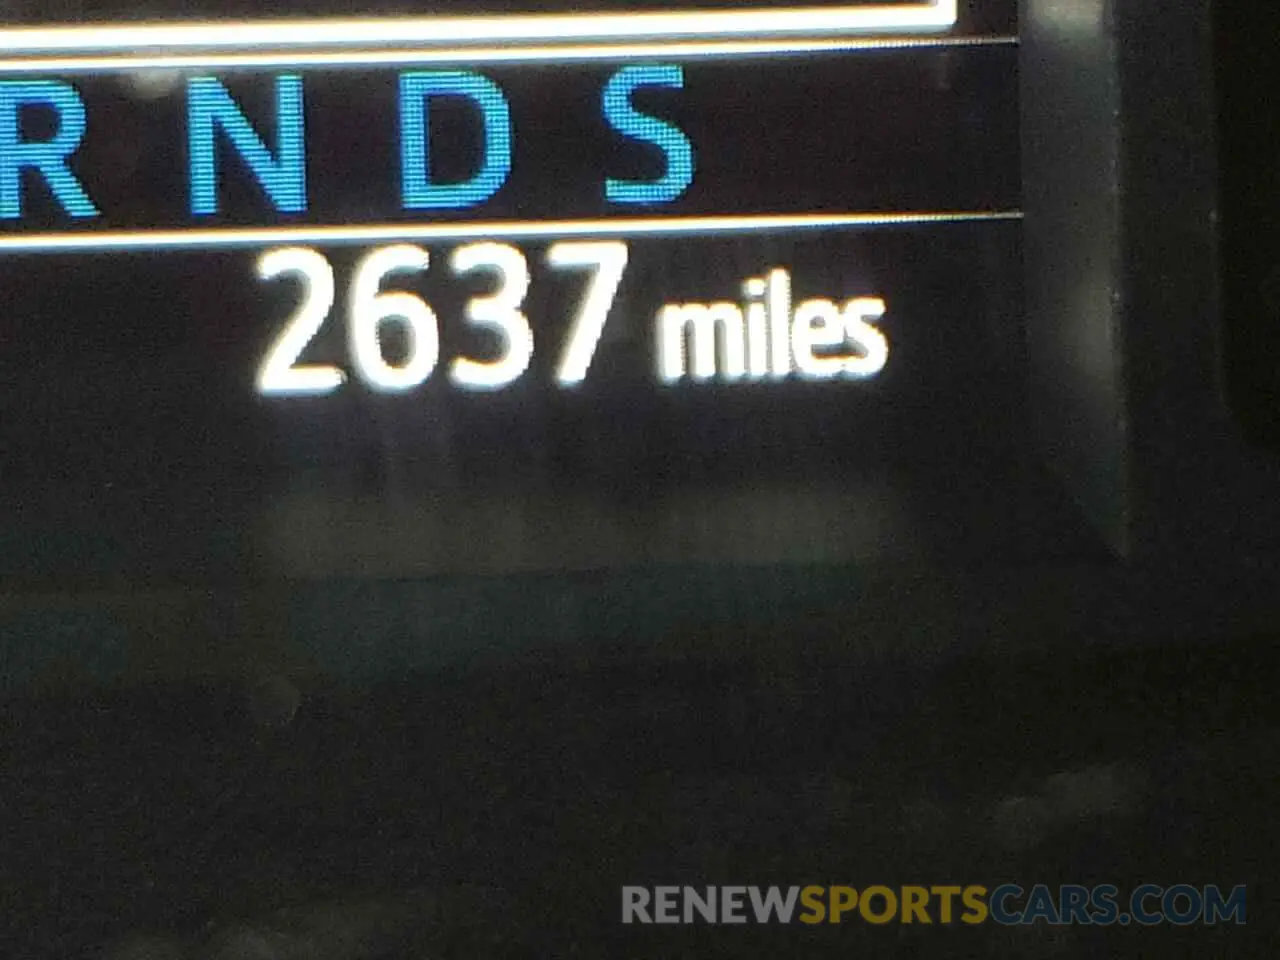 R N D S
2637 miles
RENEWSPORTSCARS.COM